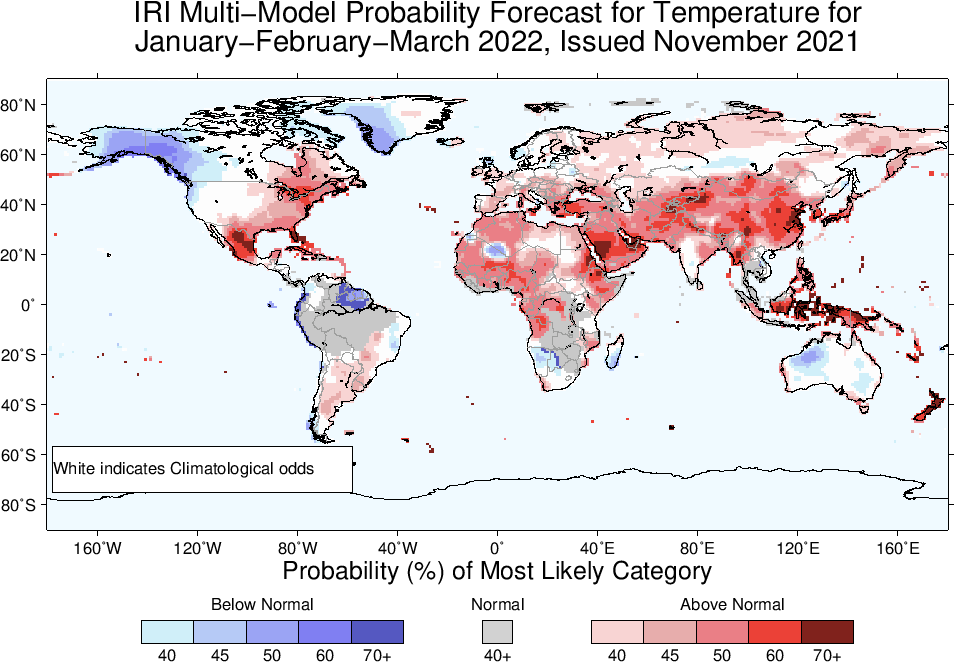 IRI Multi−Model Probability Forecast for Temperature for
January−February−March 2022, Issued November 2021
80˚N
60˚N
40˚N
20˚N
0˚
20˚S
40˚S
60˚S
80˚S
White indicates Climatological odds
160˚W 120˚W 80˚W 40˚W 0˚ 40˚E 80˚E 120˚E 160˚E
Probability (%) of Most Likely Category
Below Normal Normal Above Normal
40 45 50 60 70+ 40+ 40 45 50 60 70+